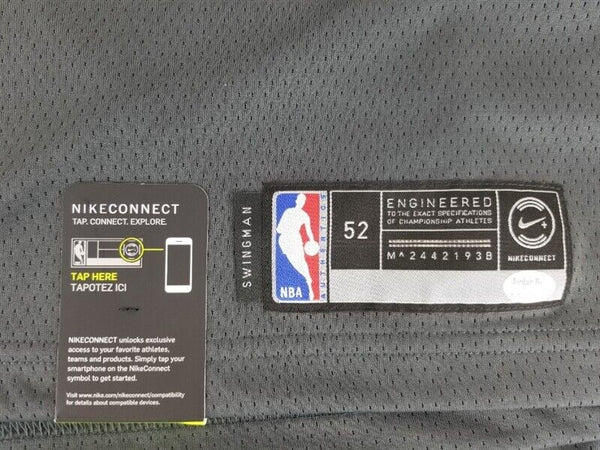 NIKECONNECT
TAP. CONNECT. EXPLORE.
TAP HERE
TAPOTEZ ICI
NIKECONNECT unlocks exclusive
access to your favorite athletes,
teams and products. Simply tap your
smartphone on the NikeConnect
symbol to get started.
Visit www.nike.com/nikeconnect/compatibility
for details about compatible devices.
SWINGMAN
NBA
AUTHENTICS
52
ENGINEERED
TO THE EXACT SPECIFICATIONS
OF CHAMPIONSHIP ATHLETES
M^2442193B
NIKECONNECT